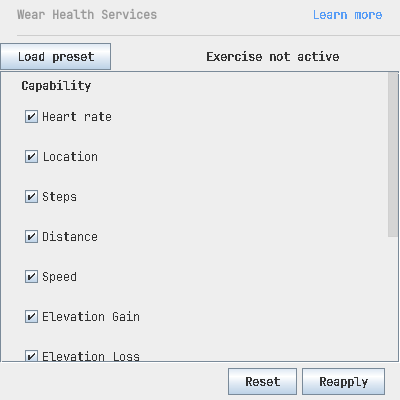 Wear Health Services Learn more
Load preset Exercise not active
Capability
Heart rate
Location
Steps
Distance
Speed
Elevation Gain
Elevation Loss
Reset Reapply